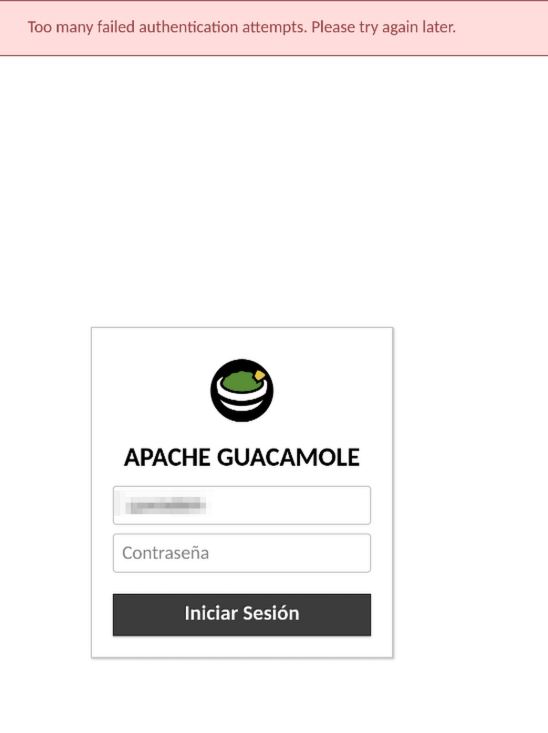 Too many failed authentication attempts. Please try again later.
APACHE GUACAMOLE
Contraseña
Iniciar Sesión